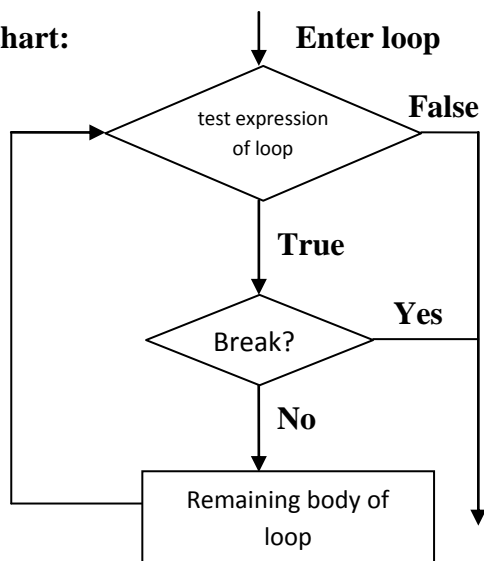 hart:
Enter loop
test expression
of loop
False
True
Break?
Yes
No
Remaining body of
loop